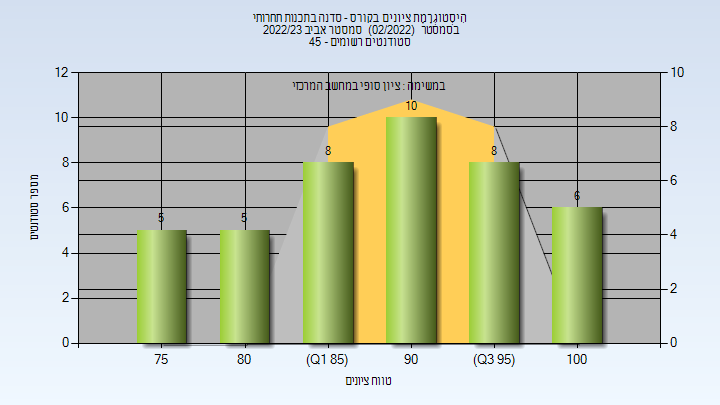 היסטוגרמת ציונים בקורס - סדנה בתכנות תחרותי
בסמסטר (02/2022) סמסטר אביב 2022/23
סטודנטים רשומים - 45
במשימה : ציון סופי במחשב המרכזי
12
10
8
6
4
2
0
10
8
6
4
2
0
5
5
8
10
8
6
75
80
(Q1 85)
90
(Q3 95)
100
מספר סטודנטים
טווח ציונים